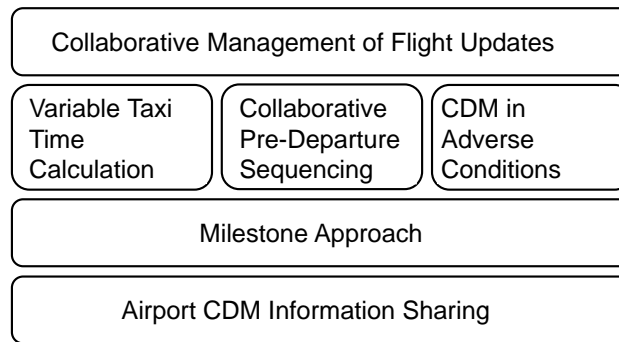 Collaborative Management of Flight Updates
Variable Taxi
Time
Calculation
Collaborative
Pre-Departure
Sequencing
CDM in
Adverse
Conditions
Milestone Approach
Airport CDM Information Sharing